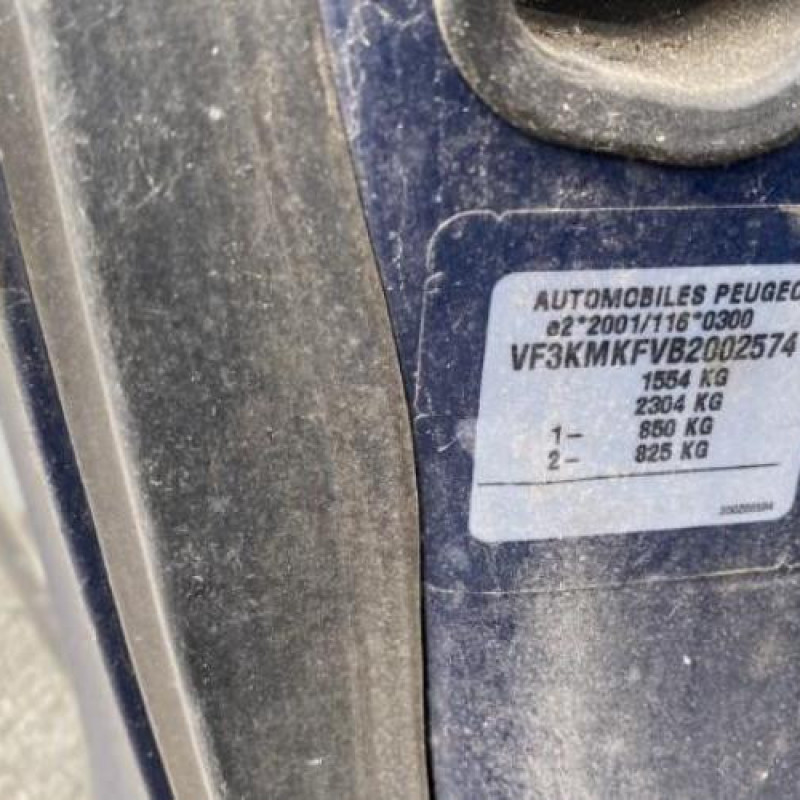 AUTOMOBILES PEUGEO
e2*2001/116*0300
VF3KMKFVB2002574
1554 KG
2304 KG
1- 850 KG
2- 825 KG